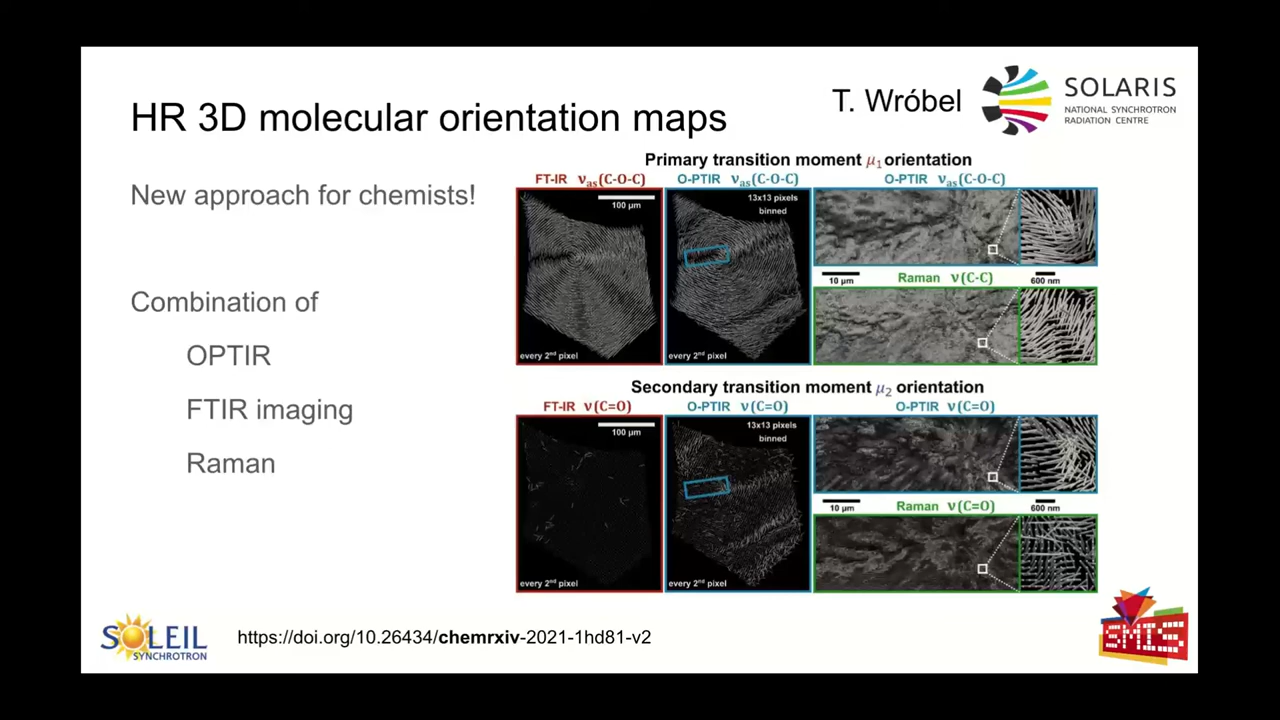 HR 3D molecular orientation maps
T. Wróbel
SOLARIS
NATIONAL SYNCHROTRON
RADIATION CENTRE
New approach for chemists!
Combination of
OPTIR
FTIR imaging
Raman
Primary transition moment μ₁ orientation
FT-IR νas(C-O-C)
O-PTIR νas(C-O-C)
O-PTIR νas(C-O-C)
100 μm
13x13 pixels
binned
every 2nd pixel
every 2nd pixel
10 μm
Raman ν(C-C)
600 nm
Secondary transition moment μ₂ orientation
FT-IR ν(C=O)
O-PTIR ν(C=O)
O-PTIR ν(C=O)
100 μm
13x13 pixels
binned
every 2nd pixel
every 2nd pixel
10 μm
Raman ν(C=O)
600 nm
SOLEIL
SYNCHROTRON
https://doi.org/10.26434/chemrxiv-2021-1hd81-v2
SMIS